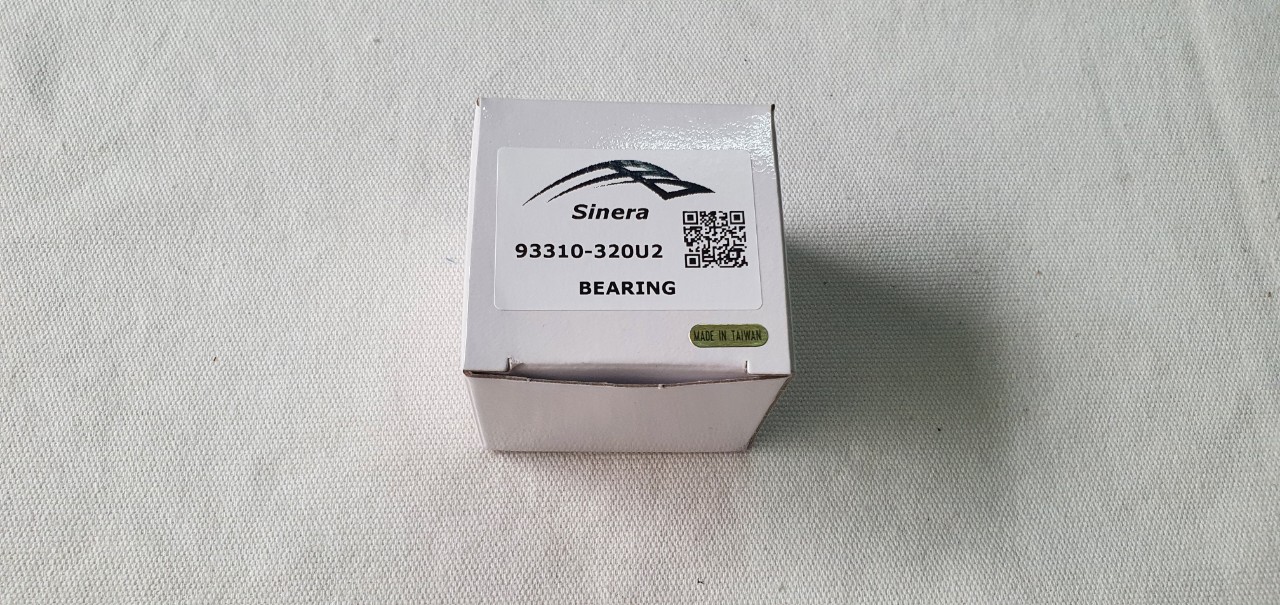 Sinera
93310-320U2
BEARING
MADE IN TAIWAN